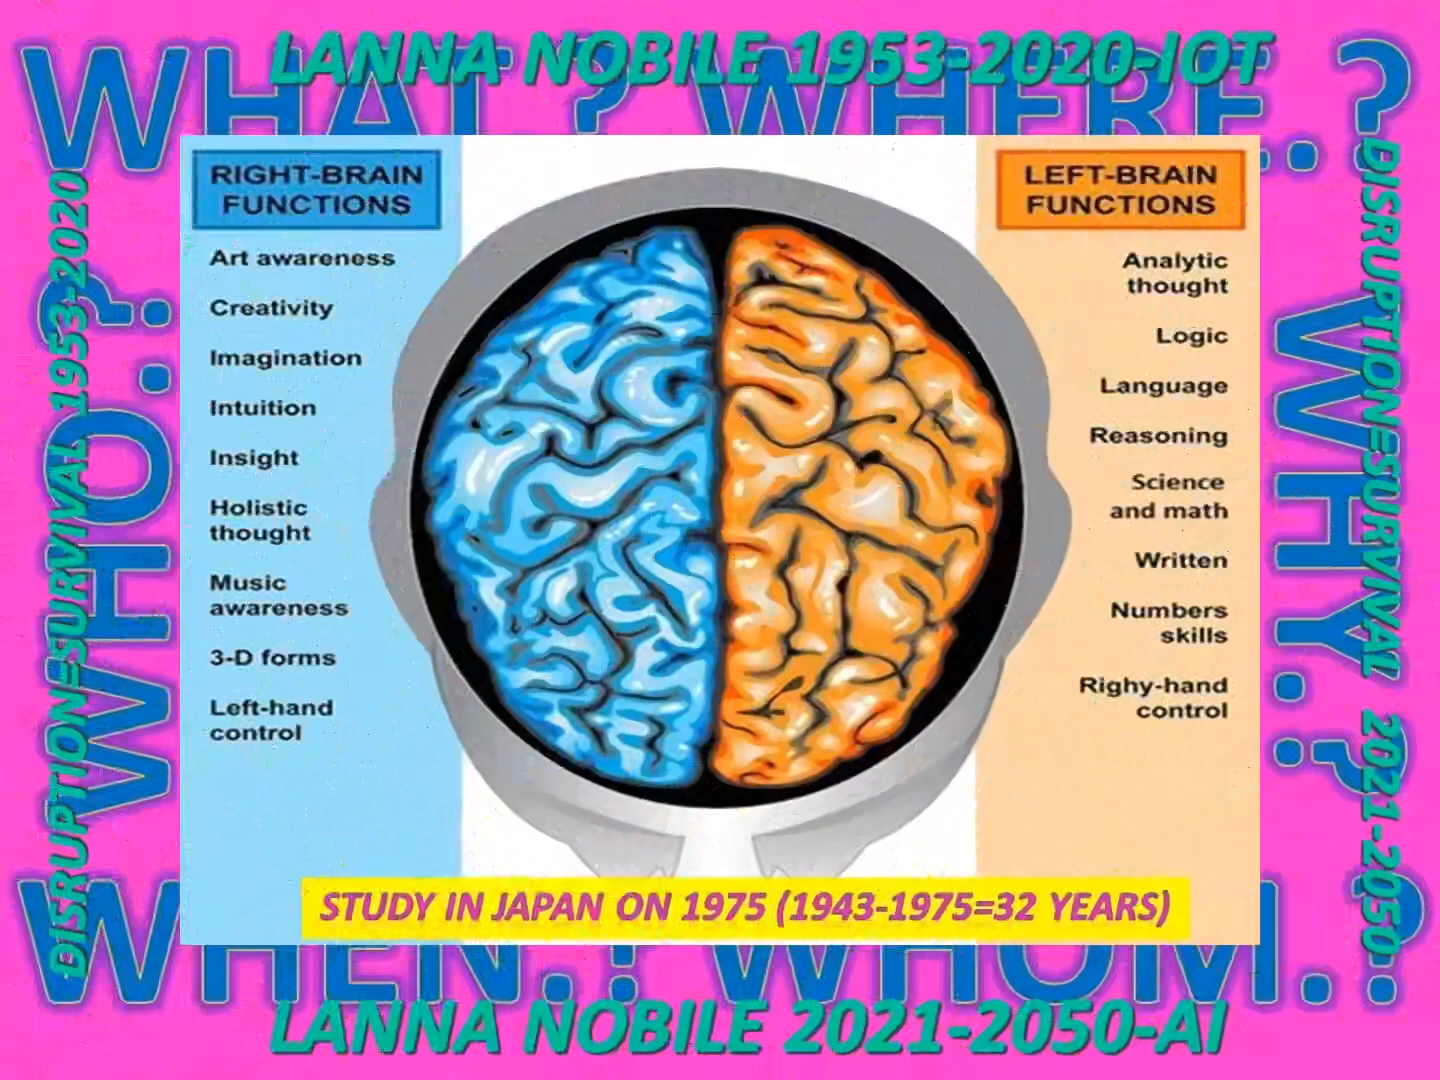 LANNA NOBILE 1953-2020-IOT
WHAT ? WHERE.. ?
DISRUPTION=SURVIVAL 1953-2020
WHO..?
RIGHT-BRAIN
FUNCTIONS
Art awareness
Creativity
Imagination
Intuition
Insight
Holistic
thought
Music
awareness
3-D forms
Left-hand
control
LEFT-BRAIN
FUNCTIONS
Analytic
thought
Logic
Language
Reasoning
Science
and math
Written
Numbers
skills
Righy-hand
control
WHY..?
DISRUPTION=SURVIVAL 2021-2050
STUDY IN JAPAN ON 1975 (1943-1975=32 YEARS)
WHEN.? WHOM..?
LANNA NOBILE 2021-2050-AI